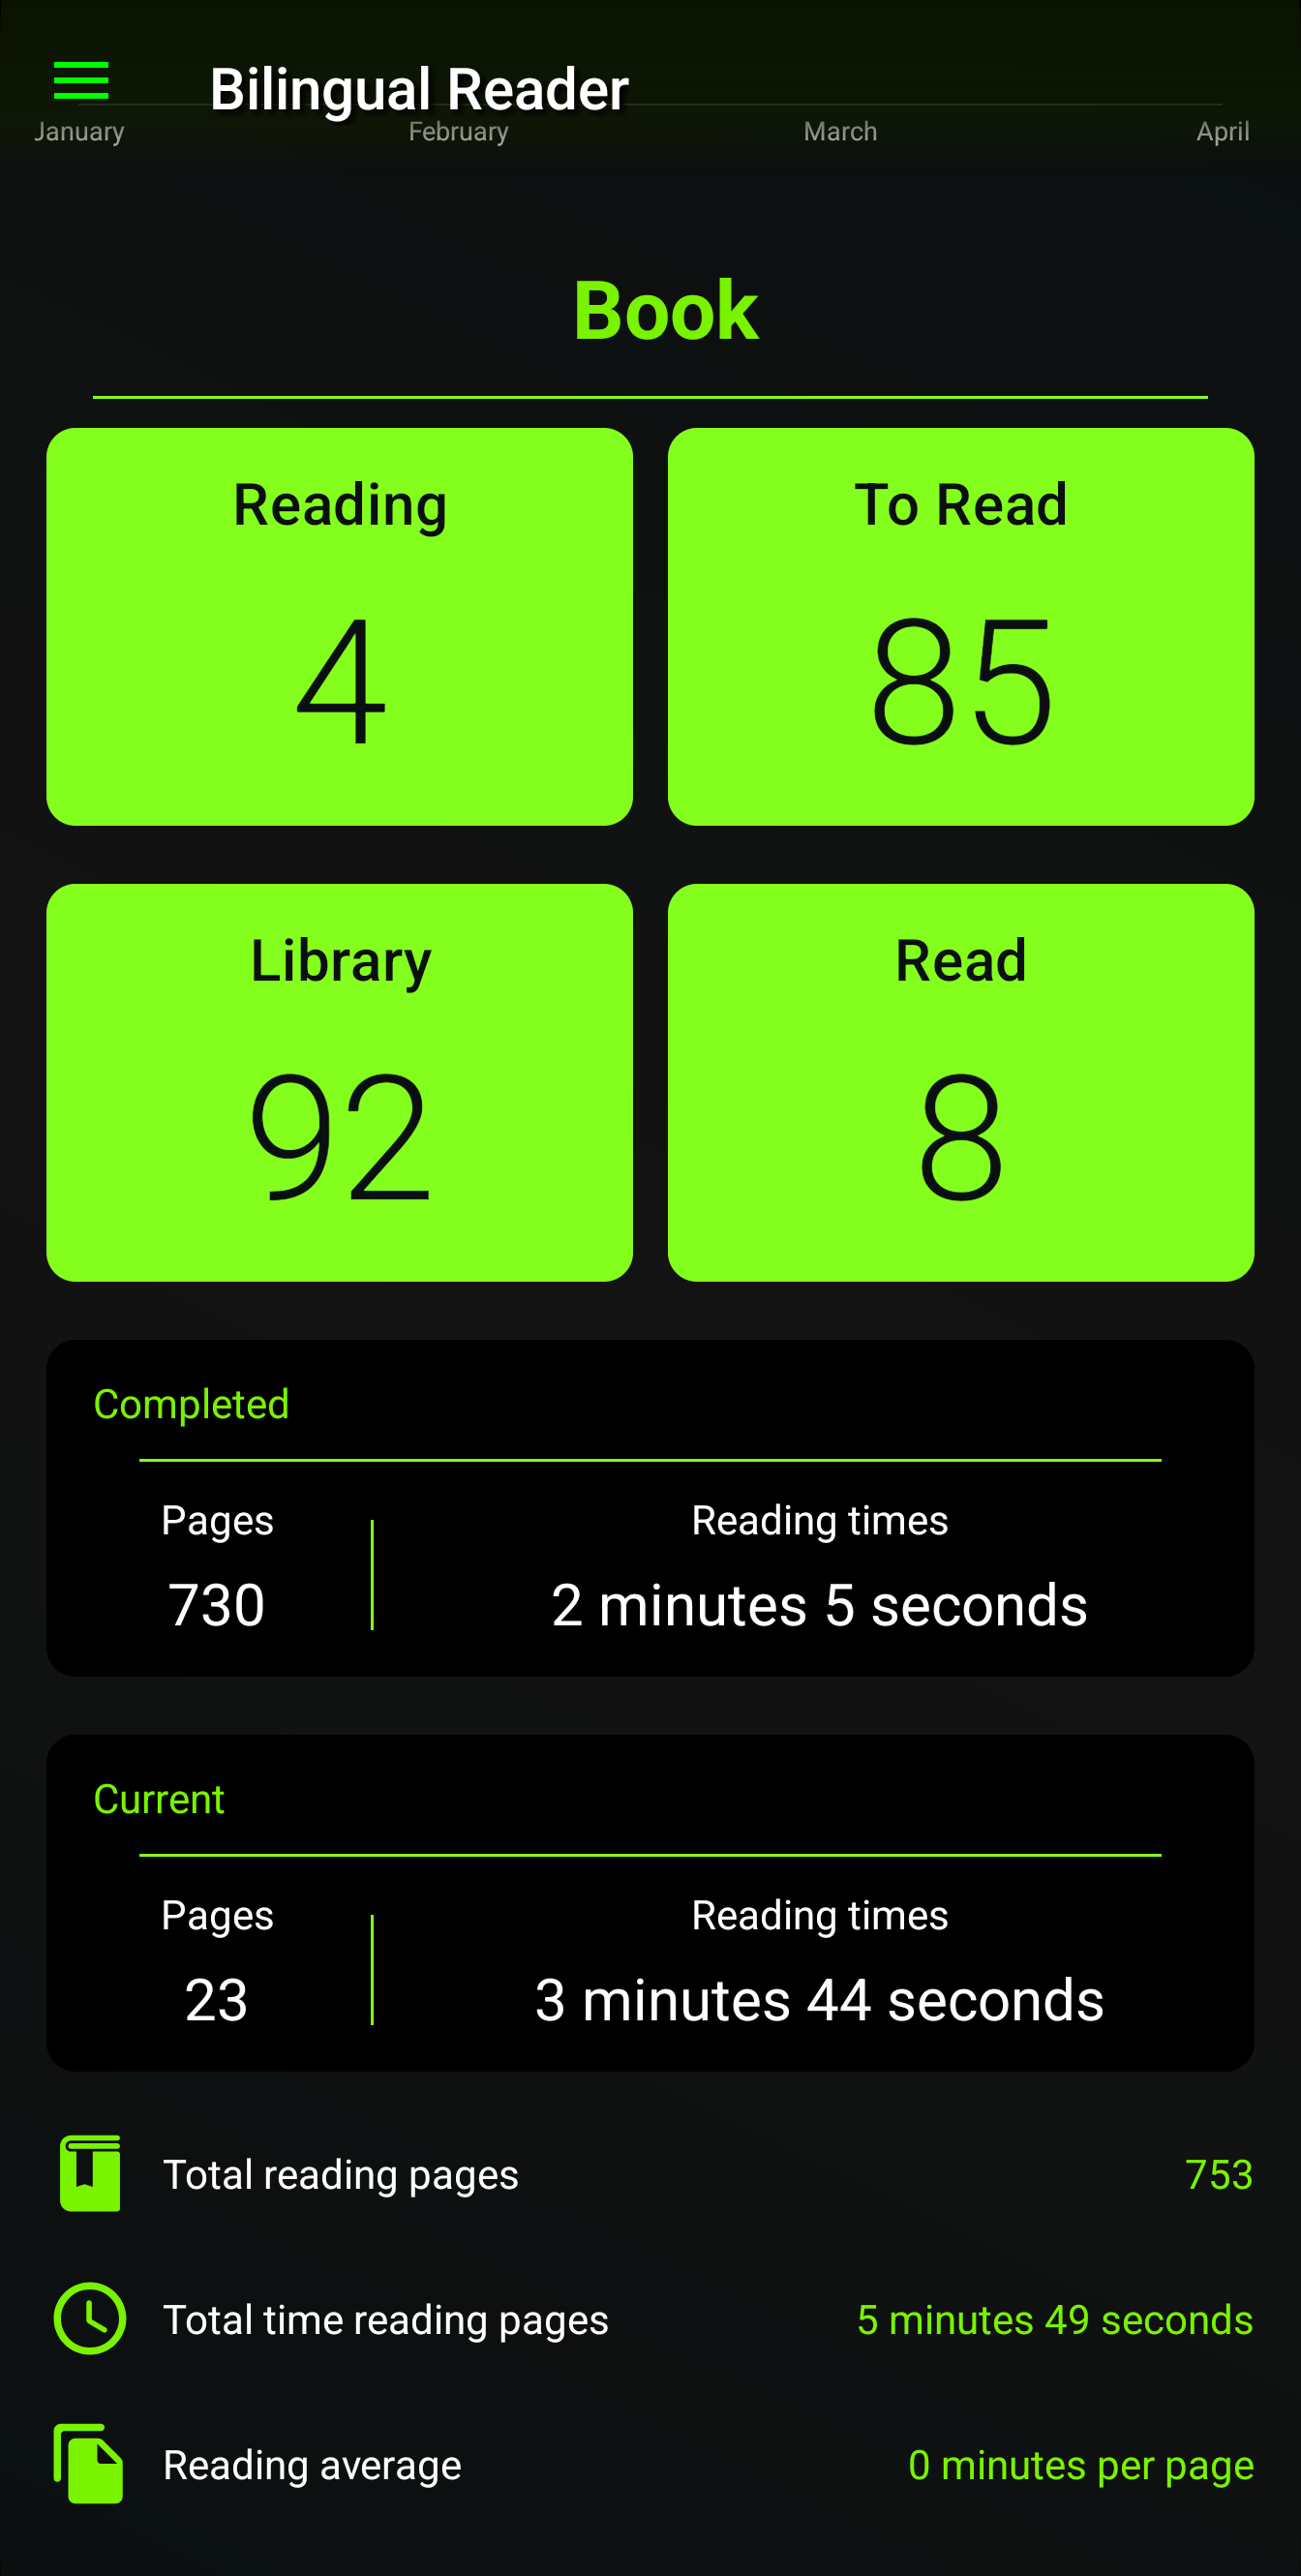 Bilingual Reader
January February March April
Book
Reading To Read
4 85
Library Read
92 8
Completed
Pages Reading times
730 2 minutes 5 seconds
Current
Pages Reading times
23 3 minutes 44 seconds
Total reading pages 753
Total time reading pages 5 minutes 49 seconds
Reading average 0 minutes per page